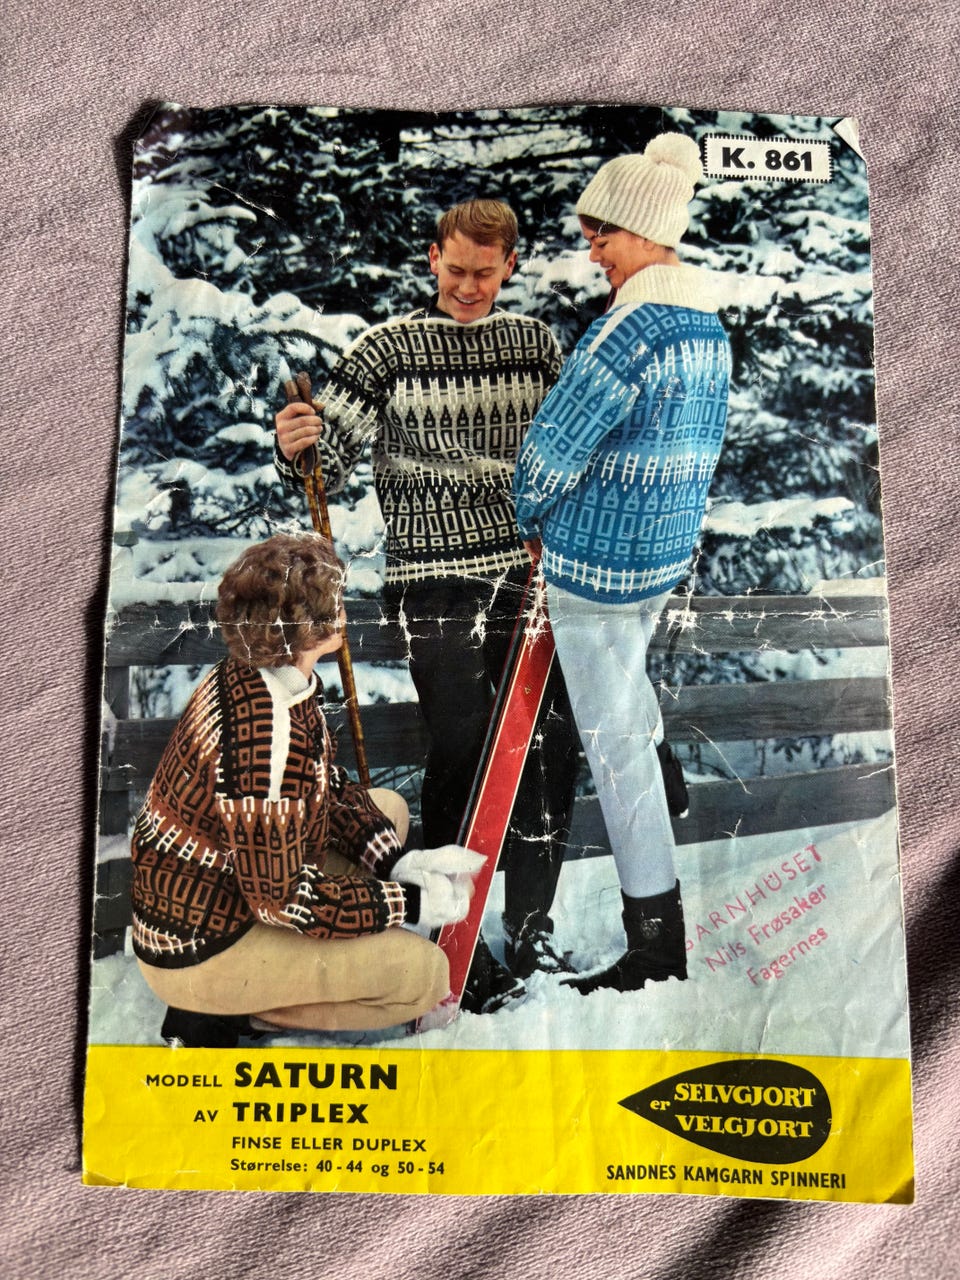 K. 861
GARNHUSET
Nils Frøsaker
Fagernes
MODELL SATURN
AV TRIPLEX
FINSE ELLER DUPLEX
Størrelse: 40 - 44 og 50 - 54
SELVGJORT
er
VELGJORT
SANDNES KAMGARN SPINNERI